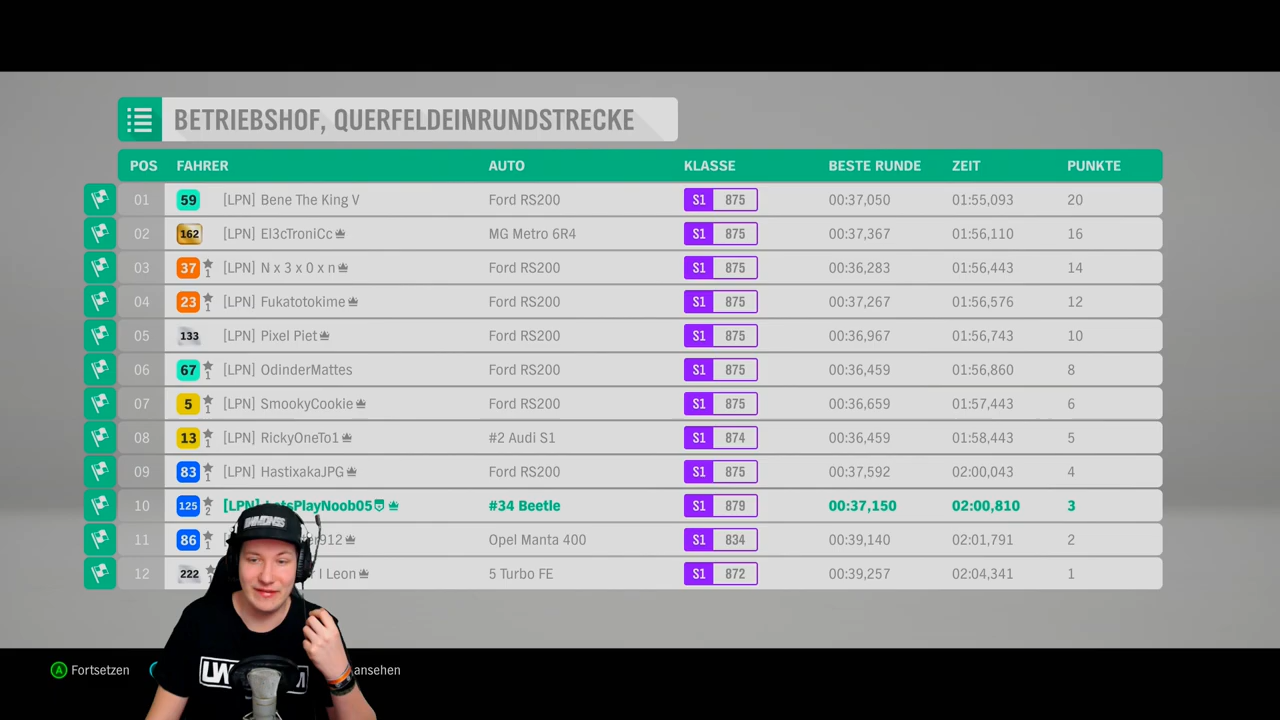 BETRIEBSHOF, QUERFELDEINRUNDSTRECKE
POS FAHRER AUTO KLASSE BESTE RUNDE ZEIT PUNKTE
01 59 [LPN] Bene The King V Ford RS200 S1 875 00:37,050 01:55,093 20
02 162 [LPN] El3cTroniCc MG Metro 6R4 S1 875 00:37,367 01:56,110 16
03 37 1 [LPN] N x 3 x 0 x n Ford RS200 S1 875 00:36,283 01:56,443 14
04 23 1 [LPN] Fukatotokime Ford RS200 S1 875 00:37,267 01:56,576 12
05 133 [LPN] Pixel Piet Ford RS200 S1 875 00:36,967 01:56,743 10
06 67 1 [LPN] OdinderMattes Ford RS200 S1 875 00:36,459 01:56,860 8
07 5 1 [LPN] SmookyCookie Ford RS200 S1 875 00:36,659 01:57,443 6
08 13 1 [LPN] RickyOneTo1 #2 Audi S1 S1 874 00:36,459 01:58,443 5
09 83 1 [LPN] HastixakaJPG Ford RS200 S1 875 00:37,592 02:00,043 4
10 125 2 [LPN] LetsPlayNoob05 #34 Beetle S1 879 00:37,150 02:00,810 3
11 86 1 912 Opel Manta 400 S1 834 00:39,140 02:01,791 2
12 222 I Leon 5 Turbo FE S1 872 00:39,257 02:04,341 1
A Fortsetzen ansehen